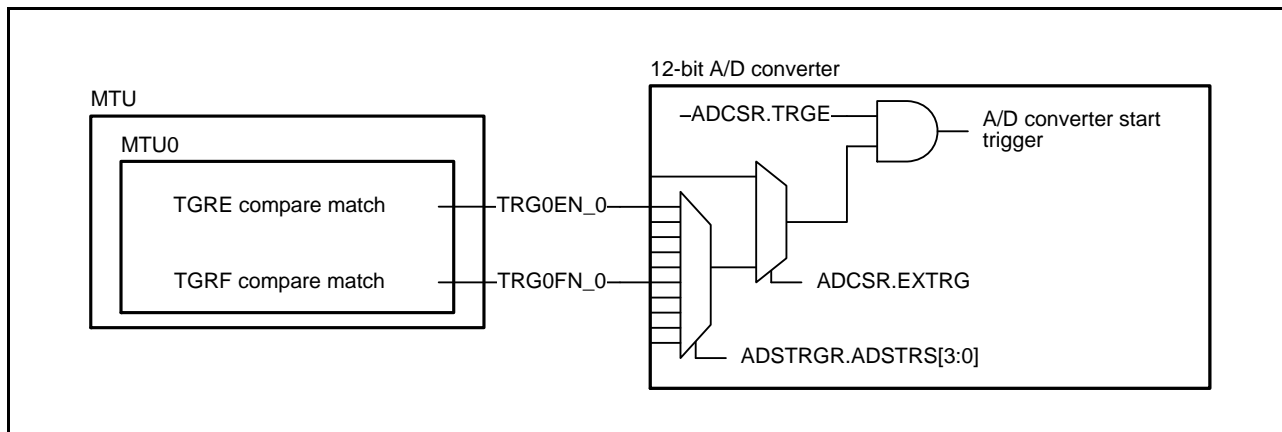 12-bit A/D converter
MTU
ADCSR.TRGE
A/D converter start
trigger
MTU0
TGRE compare match
TRG0EN_0
TGRF compare match
TRG0FN_0
ADCSR.EXTRG
ADSTRGR.ADSTRS[3:0]